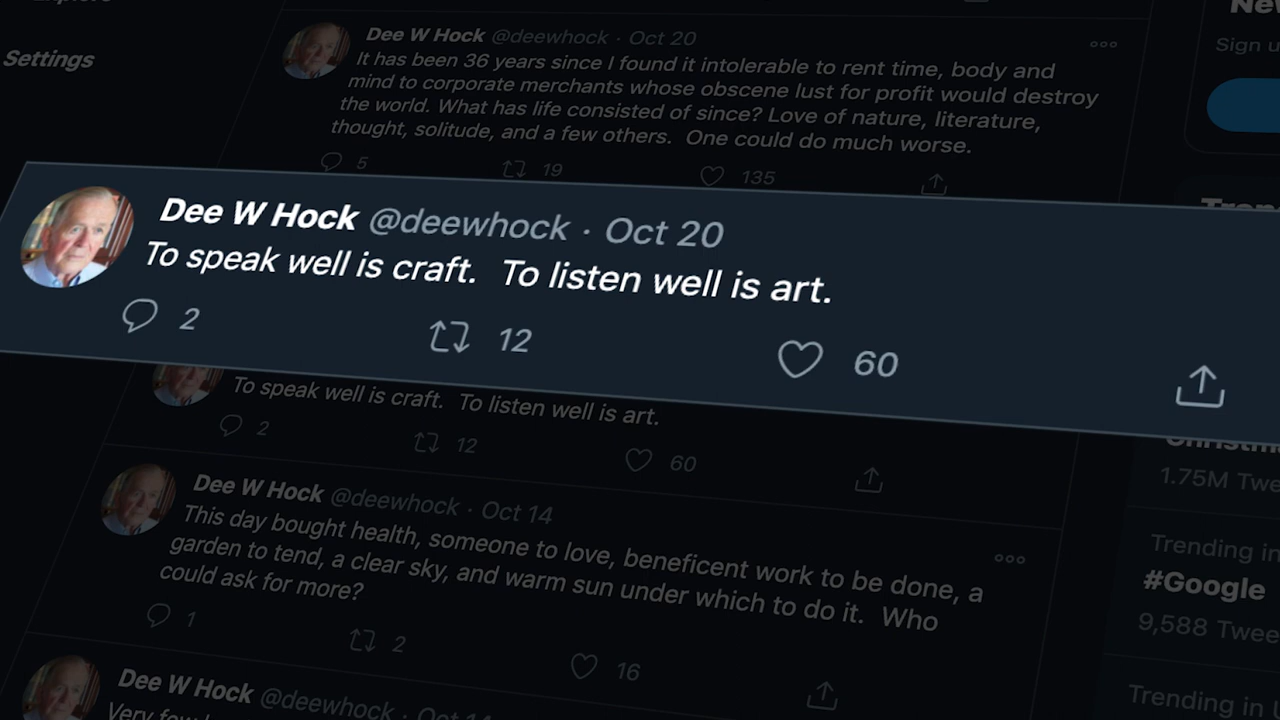 Settings
Dee W Hock @deewhock · Oct 20
It has been 36 years since I found it intolerable to rent time, body and
mind to corporate merchants whose obscene lust for profit would destroy
the world. What has life consisted of since? Love of nature, literature,
thought, solitude, and a few others.  One could do much worse.
5 19 135
Sign u
Dee W Hock @deewhock · Oct 20
To speak well is craft.  To listen well is art.
2 12 60
To speak well is craft.  To listen well is art.
2 12 60
Dee W Hock @deewhock · Oct 14
This day bought health, someone to love, beneficent work to be done, a
garden to tend, a clear sky, and warm sun under which to do it.  Who
could ask for more?
1 2 16
Dee W Hock @deewhock · Oct 14
Very few
1.75M Twee
Trending in
#Google
9,588 Twee
Trending in